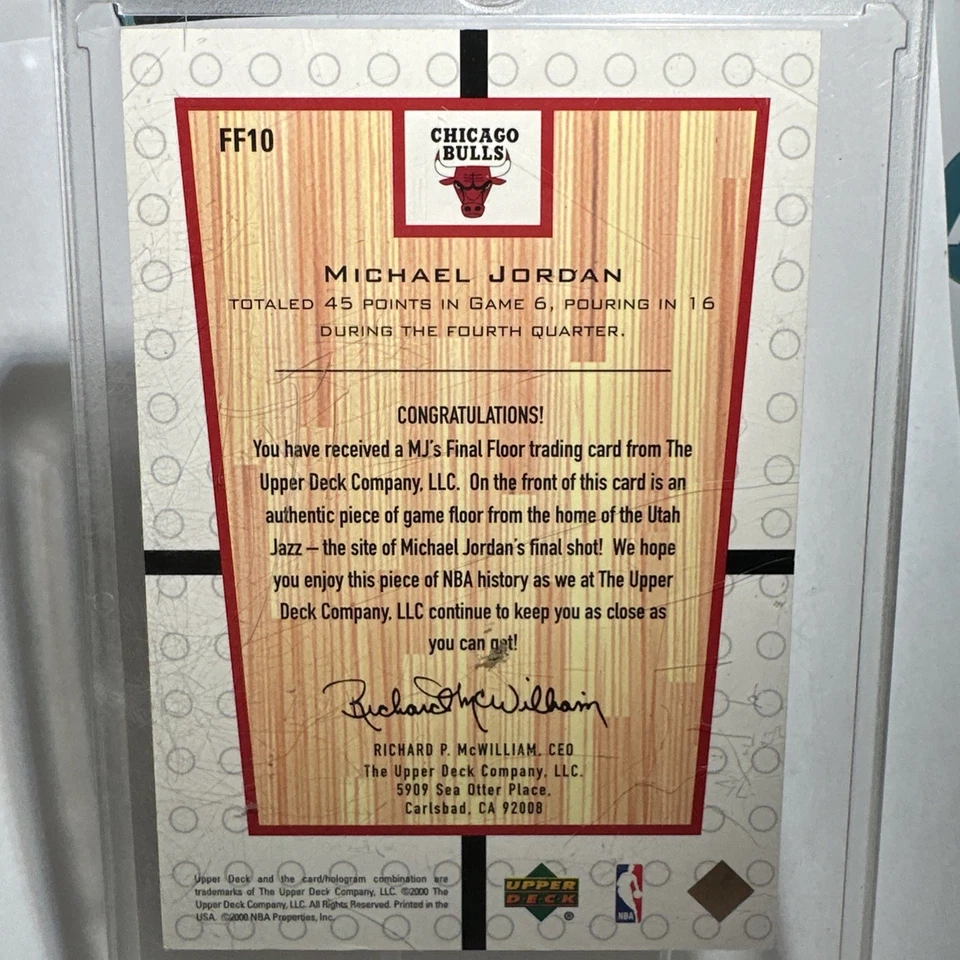 FF10
CHICAGO
BULLS
MICHAEL JORDAN
TOTALED 45 POINTS IN GAME 6, POURING IN 16
DURING THE FOURTH QUARTER.
CONGRATULATIONS!
You have received a MJ's Final Floor trading card from The
Upper Deck Company, LLC. On the front of this card is an
authentic piece of game floor from the home of the Utah
Jazz – the site of Michael Jordan's final shot! We hope
you enjoy this piece of NBA history as we at The Upper
Deck Company, LLC continue to keep you as close as
you can get!
Richard McWilliam
RICHARD P. McWILLIAM, CEO
The Upper Deck Company, LLC.
5909 Sea Otter Place,
Carlsbad, CA 92008
Upper Deck and the card/hologram combination are
trademarks of The Upper Deck Company, LLC. ©2000 The
Upper Deck Company, LLC. All Rights Reserved. Printed in the
USA. ©2000 NBA Properties, Inc.
UPPER
DECK
®
NBA